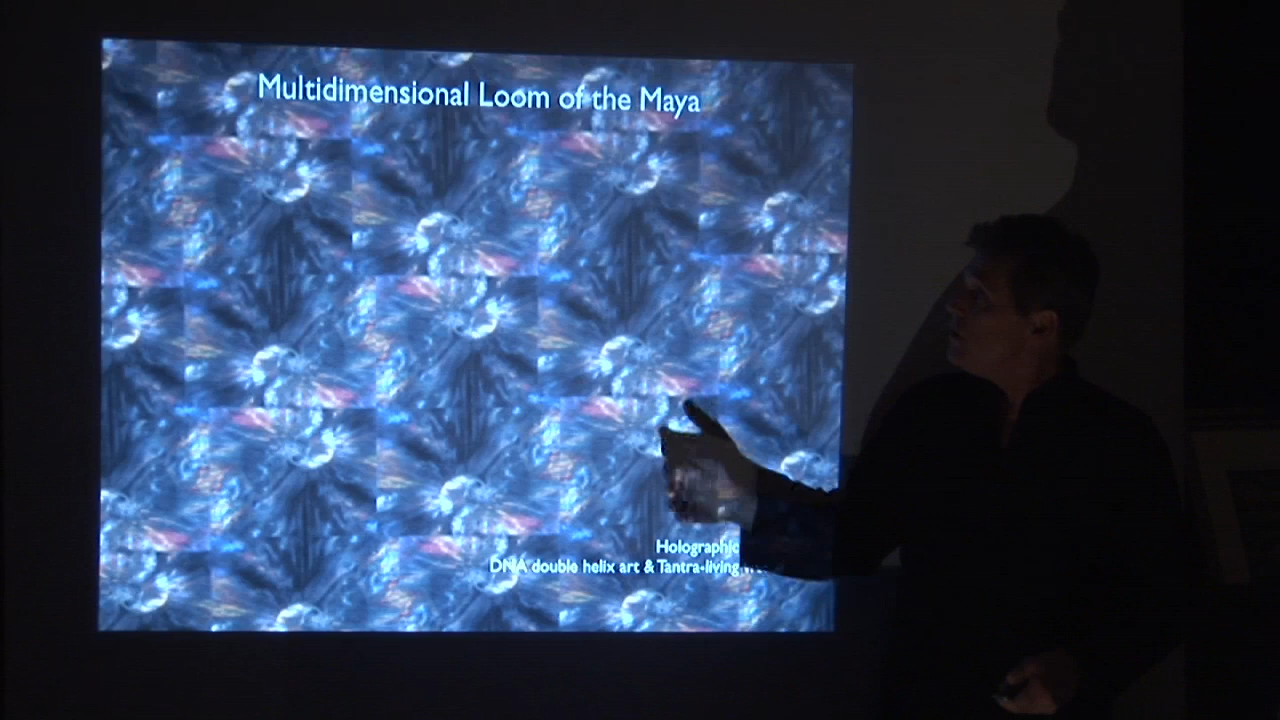 Multidimensional Loom of the Maya
Holographic
DNA double helix art & Tantra-living